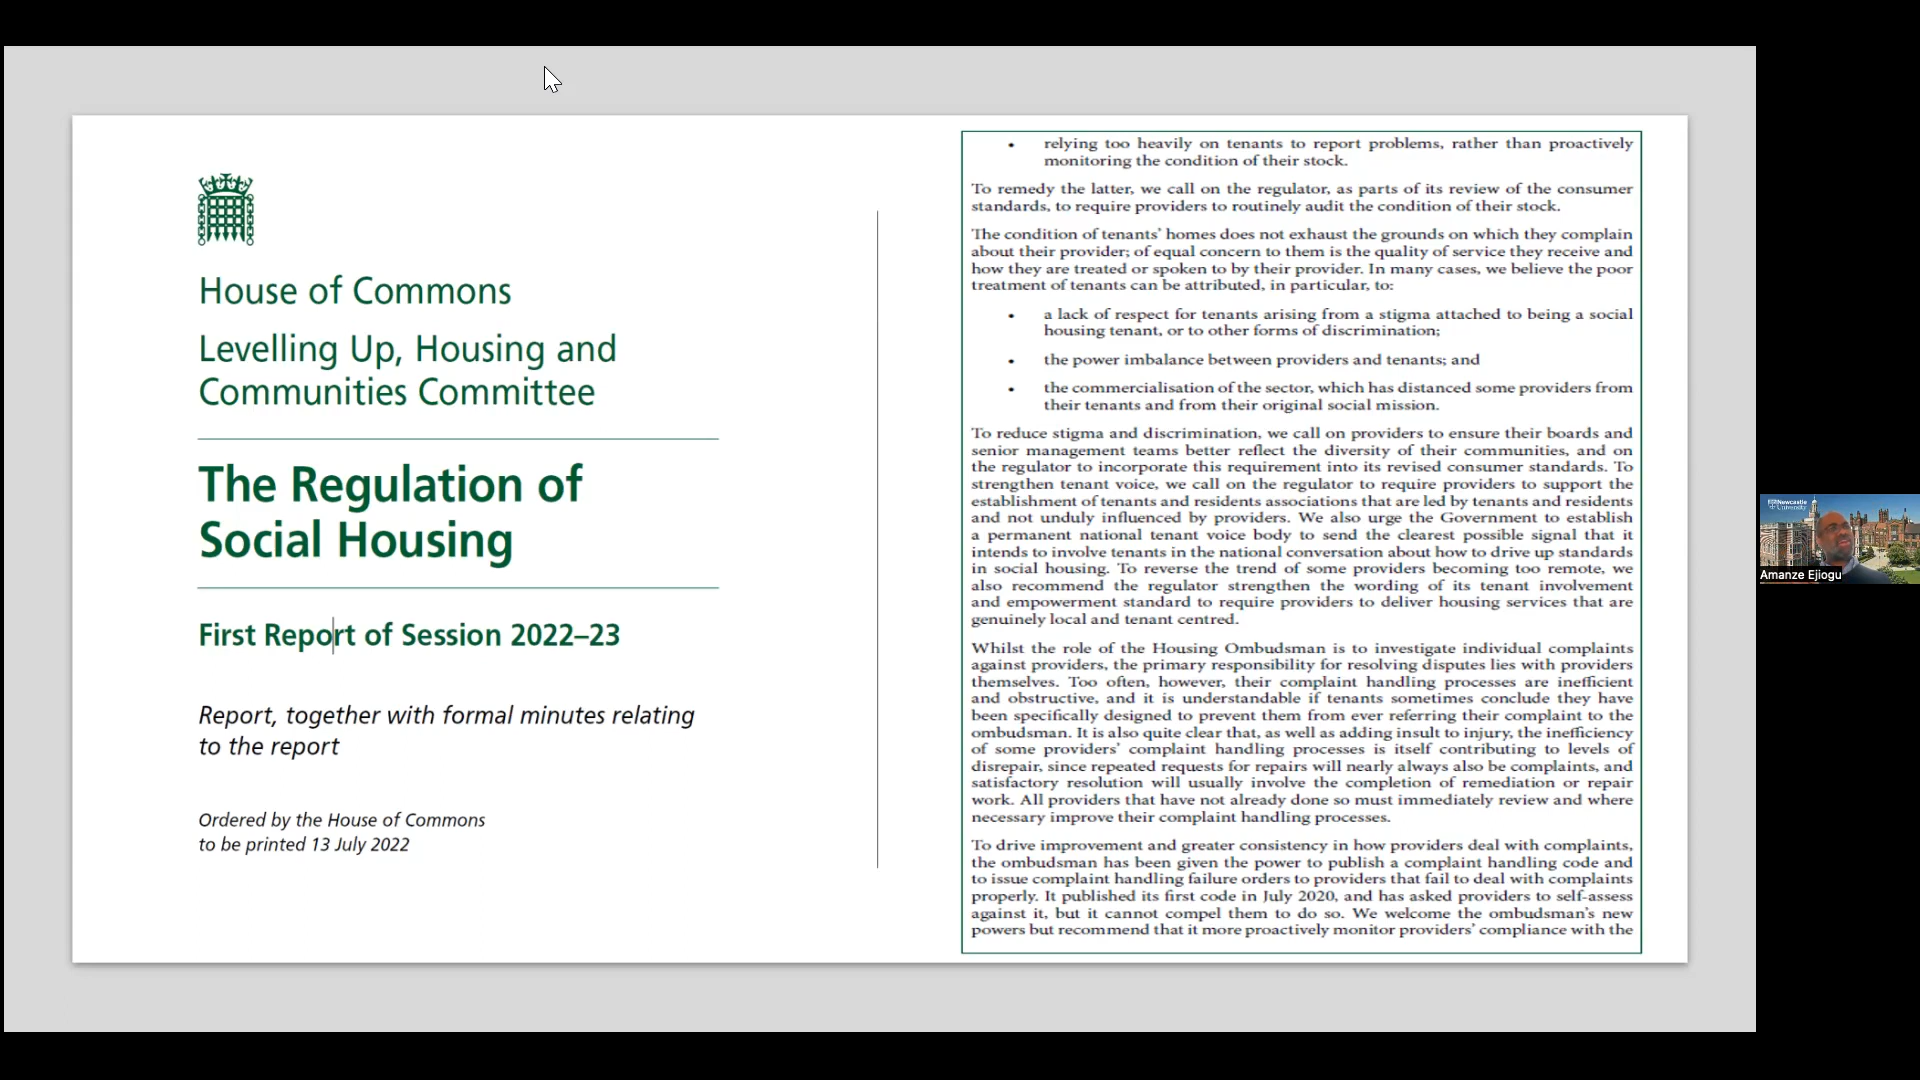 House of Commons
Levelling Up, Housing and
Communities Committee
The Regulation of
Social Housing
First Report of Session 2022–23
Report, together with formal minutes relating
to the report
Ordered by the House of Commons
to be printed 13 July 2022
• relying too heavily on tenants to report problems, rather than proactively
monitoring the condition of their stock.
To remedy the latter, we call on the regulator, as parts of its review of the consumer
standards, to require providers to routinely audit the condition of their stock.
The condition of tenants' homes does not exhaust the grounds on which they complain
about their provider; of equal concern to them is the quality of service they receive and
how they are treated or spoken to by their provider. In many cases, we believe the poor
treatment of tenants can be attributed, in particular, to:
• a lack of respect for tenants arising from a stigma attached to being a social
housing tenant, or to other forms of discrimination;
• the power imbalance between providers and tenants; and
• the commercialisation of the sector, which has distanced some providers from
their tenants and from their original social mission.
To reduce stigma and discrimination, we call on providers to ensure their boards and
senior management teams better reflect the diversity of their communities, and on
the regulator to incorporate this requirement into its revised consumer standards. To
strengthen tenant voice, we call on the regulator to require providers to support the
establishment of tenants and residents associations that are led by tenants and residents
and not unduly influenced by providers. We also urge the Government to establish
a permanent national tenant voice body to send the clearest possible signal that it
intends to involve tenants in the national conversation about how to drive up standards
in social housing. To reverse the trend of some providers becoming too remote, we
also recommend the regulator strengthen the wording of its tenant involvement
and empowerment standard to require providers to deliver housing services that are
genuinely local and tenant centred.
Whilst the role of the Housing Ombudsman is to investigate individual complaints
against providers, the primary responsibility for resolving disputes lies with providers
themselves. Too often, however, their complaint handling processes are inefficient
and obstructive, and it is understandable if tenants sometimes conclude they have
been specifically designed to prevent them from ever referring their complaint to the
ombudsman. It is also quite clear that, as well as adding insult to injury, the inefficiency
of some providers' complaint handling processes is itself contributing to levels of
disrepair, since repeated requests for repairs will nearly always also be complaints, and
satisfactory resolution will usually involve the completion of remediation or repair
work. All providers that have not already done so must immediately review and where
necessary improve their complaint handling processes.
To drive improvement and greater consistency in how providers deal with complaints,
the ombudsman has been given the power to publish a complaint handling code and
to issue complaint handling failure orders to providers that fail to deal with complaints
properly. It published its first code in July 2020, and has asked providers to self-assess
against it, but it cannot compel them to do so. We welcome the ombudsman's new
powers but recommend that it more proactively monitor providers' compliance with the
Newcastle
University
Amanze Ejiogu